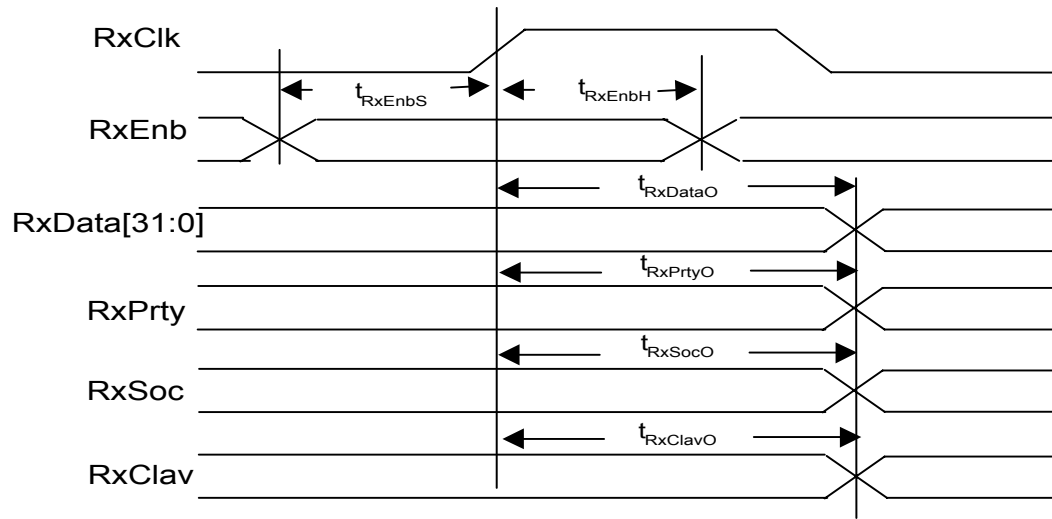 RxClk
tRxEnbS
tRxEnbH
RxEnb
tRxDataO
RxData[31:0]
tRxPrtyO
RxPrty
tRxSocO
RxSoc
tRxClavO
RxClav